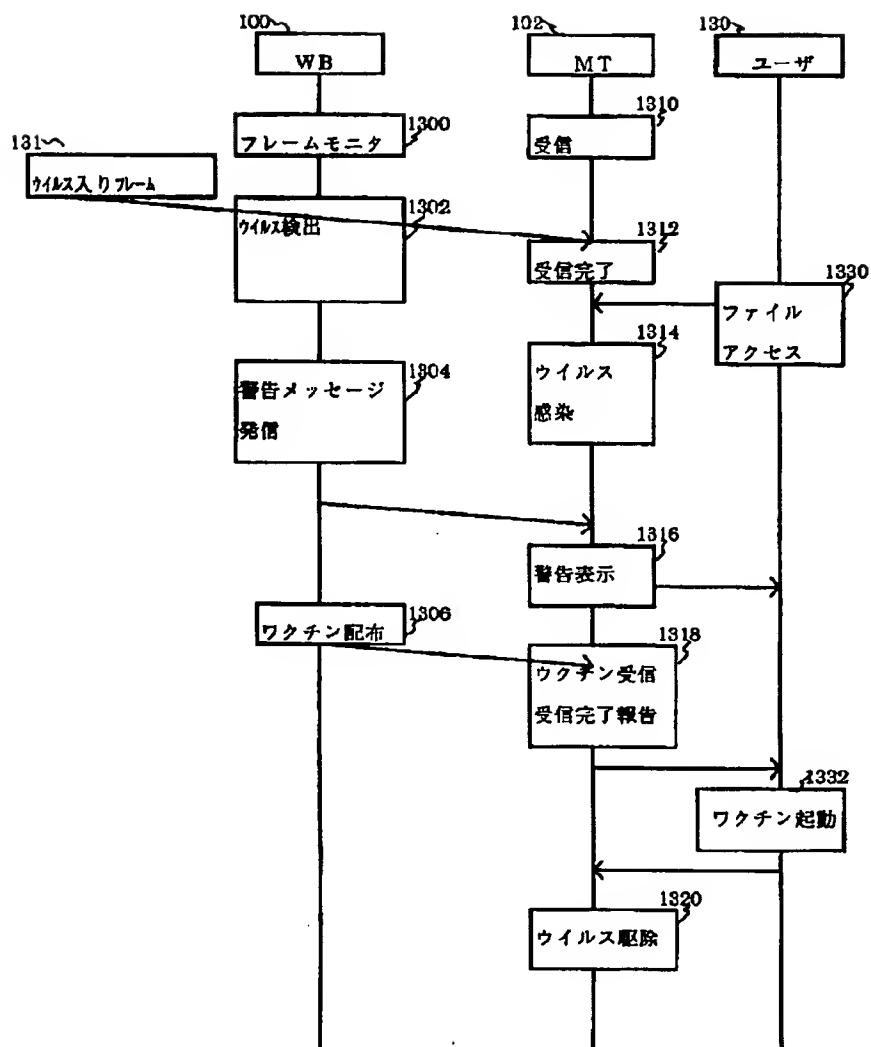 100
WB
102
MT
130
ユーザ
1300
フレームモニタ
1310
受信
131
ウイルス入りフレーム
1302
ウイルス検出
1312
受信完了
1330
ファイル
アクセス
1304
警告メッセージ
発信
1314
ウイルス
感染
1316
警告表示
1306
ワクチン配布
1318
ウクチン受信
受信完了報告
1332
ワクチン起動
1320
ウイルス駆除